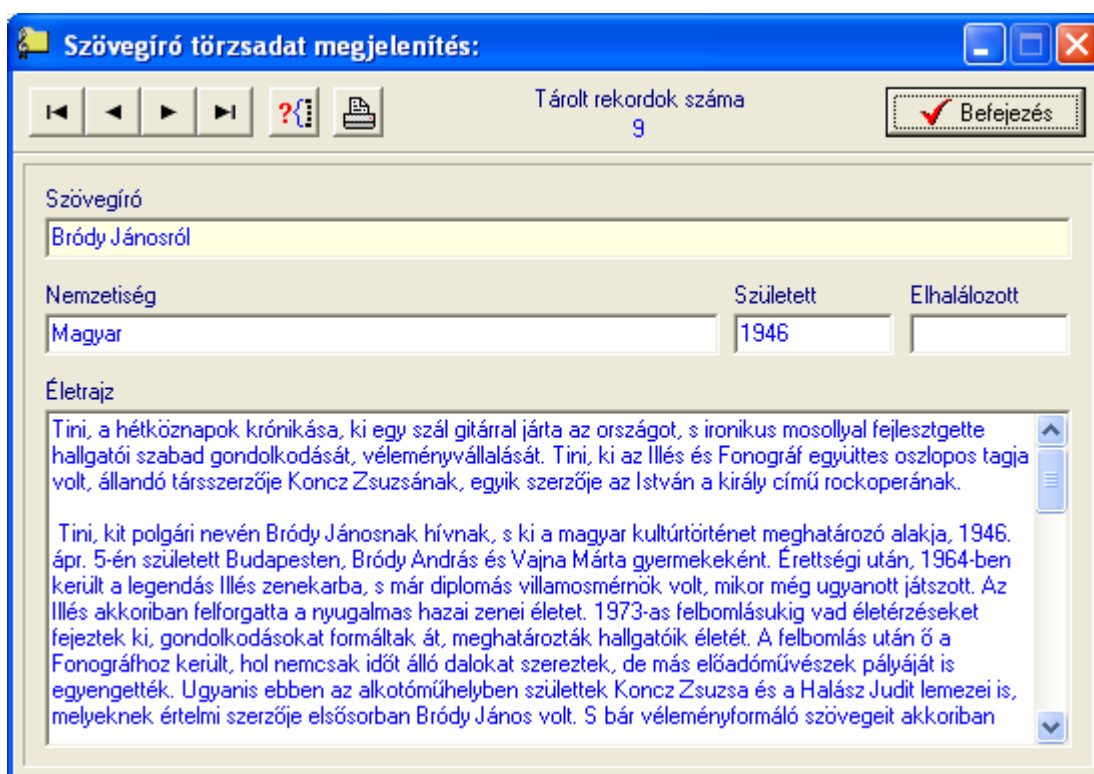 Szövegíró törzsadat megjelenítés:
Tárolt rekordok száma
9
Befejezés
Szövegíró
Bródy Jánosról
Nemzetiség
Született
Elhalálozott
Magyar
1946
Életrajz
Tini, a hétköznapok krónikása, ki egy szál gitárral járta az országot, s ironikus mosollyal fejlesztgette
hallgatói szabad gondolkodását, véleményvállalását. Tini, ki az Illés és Fonográf együttes oszlopos tagja
volt, állandó társszerzője Koncz Zsuzsának, egyik szerzője az István a király című rockoperának.
Tini, kit polgári nevén Bródy Jánosnak hívnak, s ki a magyar kultúrtörténet meghatározó alakja, 1946.
ápr. 5-én született Budapesten, Bródy András és Vajna Márta gyermekeként. Érettségi után, 1964-ben
került a legendás Illés zenekarba, s már diplomás villamosmérnök volt, mikor még ugyanott játszott. Az
Illés akkoriban felforgatta a nyugalmas hazai zenei életet. 1973-as felbomlásukig vad életérzéseket
fejeztek ki, gondolkodásokat formáltak át, meghatározták hallgatóik életét. A felbomlás után ő a
Fonográfhoz került, hol nemcsak időt álló dalokat szereztek, de más előadóművészek pályáját is
egyengették. Ugyanis ebben az alkotóműhelyben születtek Koncz Zsuzsa és a Halász Judit lemezei is,
melyeknek értelmi szerzője elsősorban Bródy János volt. S bár véleményformáló szövegeit akkoriban